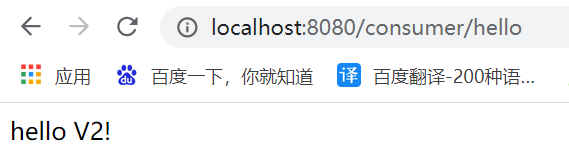 localhost:8080/consumer/hello
应用 百度一下，你就知道 译 百度翻译-200种语...
hello V2!